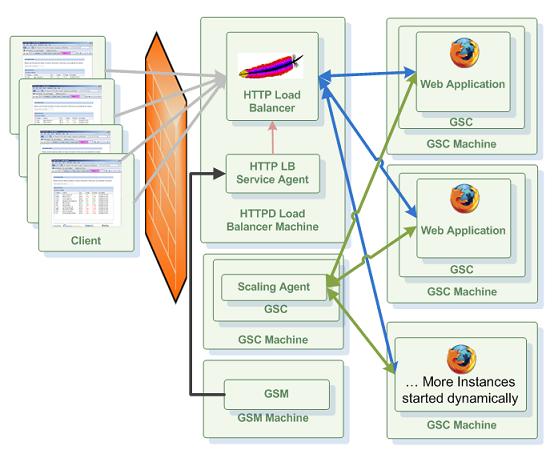 Client
HTTP Load
Balancer
HTTP LB
Service Agent
HTTPD Load
Balancer Machine
Scaling Agent
GSC
GSC Machine
GSM
GSM Machine
Web Application
GSC
GSC Machine
Web Application
GSC
GSC Machine
... More Instances
started dynamically
GSC Machine